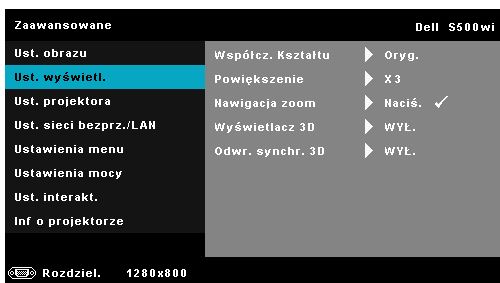 Zaawansowane Dell S500wi
Ust. obrazu
Ust. wyświetl.
Ust. projektora
Ust. sieci bezprz./LAN
Ustawienia menu
Ustawienia mocy
Ust. interakt.
Inf o projektorze
Współcz. Kształtu Oryg.
Powiększenie X3
Nawigacja zoom Naciś. ✓
Wyświetlacz 3D WYŁ.
Odwr. synchr. 3D WYŁ.
Rozdziel. 1280x800